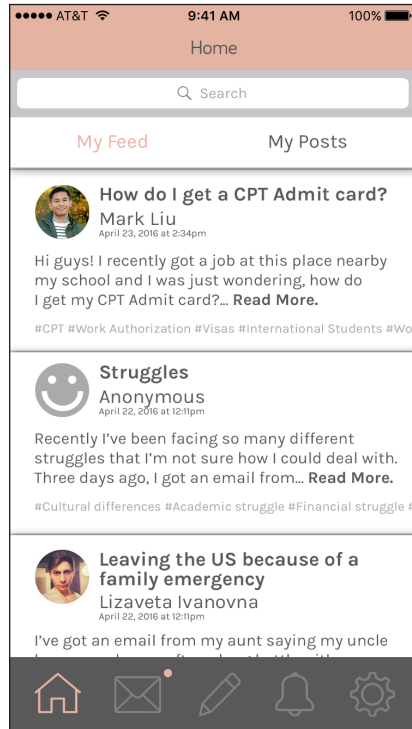 AT&T 9:41 AM 100%
Home
Search
My Feed My Posts
How do I get a CPT Admit card?
Mark Liu
April 23, 2016 at 2:34pm
Hi guys! I recently got a job at this place nearby
my school and I was just wondering, how do
I get my CPT Admit card?... Read More.
#CPT #Work Authorization #Visas #International Students #Wo
Struggles
Anonymous
April 22, 2016 at 12:11pm
Recently I've been facing so many different
struggles that I'm not sure how I could deal with.
Three days ago, I got an email from... Read More.
#Cultural differences #Academic struggle #Financial struggle #
Leaving the US because of a
family emergency
Lizaveta Ivanovna
April 22, 2016 at 12:11pm
I've got an email from my aunt saying my uncle